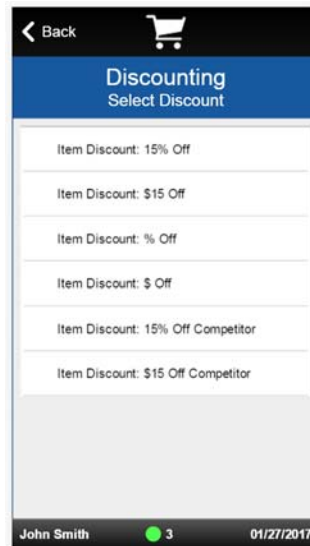 Back
Discounting
Select Discount
Item Discount: 15% Off
Item Discount: $15 Off
Item Discount: % Off
Item Discount: $ Off
Item Discount: 15% Off Competitor
Item Discount: $15 Off Competitor
John Smith 3 01/27/2017